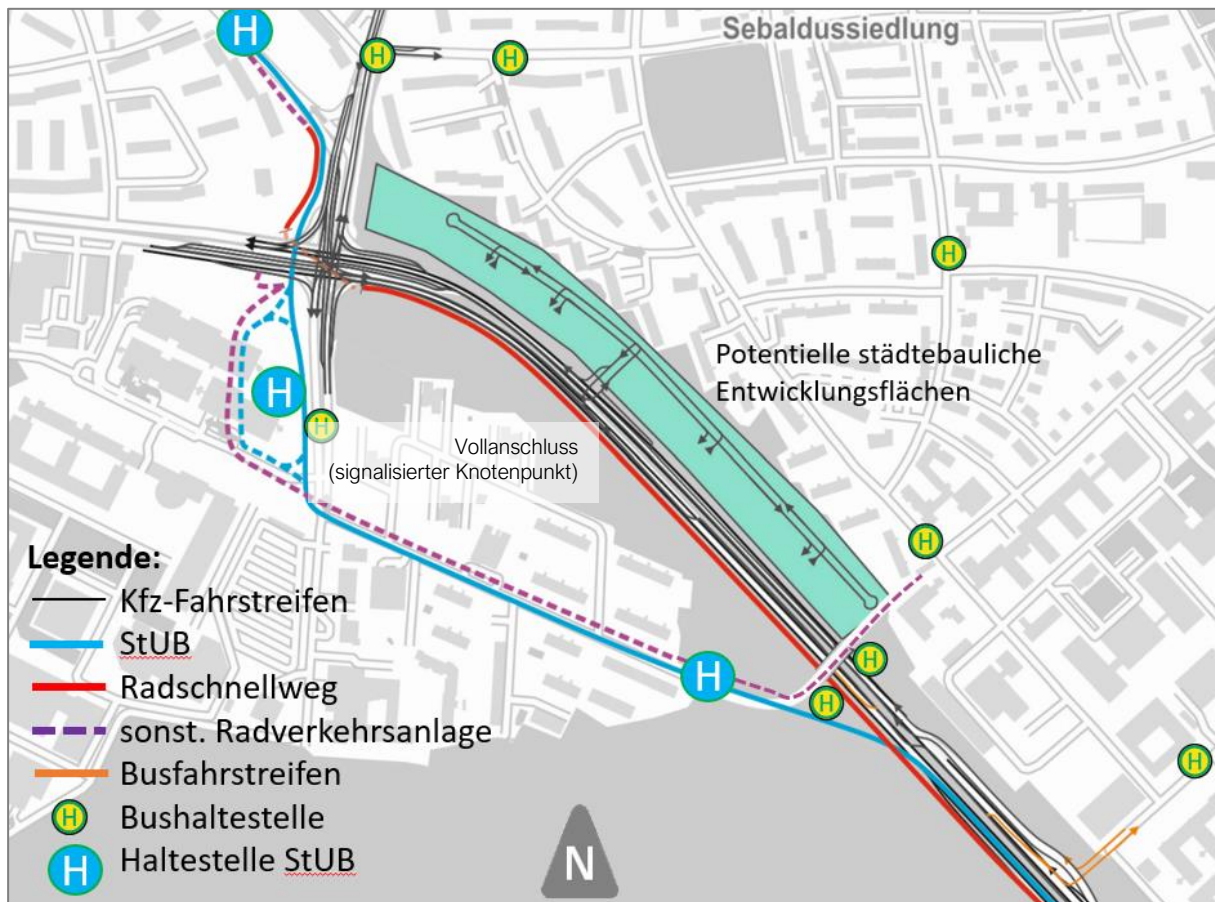 H
H
H
Sebaldussiedlung
H
Potentielle städtebauliche
Entwicklungsflächen
H
H
Vollanschluss
(signalisierter Knotenpunkt)
H
H
H
H
H
Legende:
Kfz-Fahrstreifen
StUB
Radschnellweg
sonst. Radverkehrsanlage
Busfahrstreifen
H Bushaltestelle
H Haltestelle StUB
N